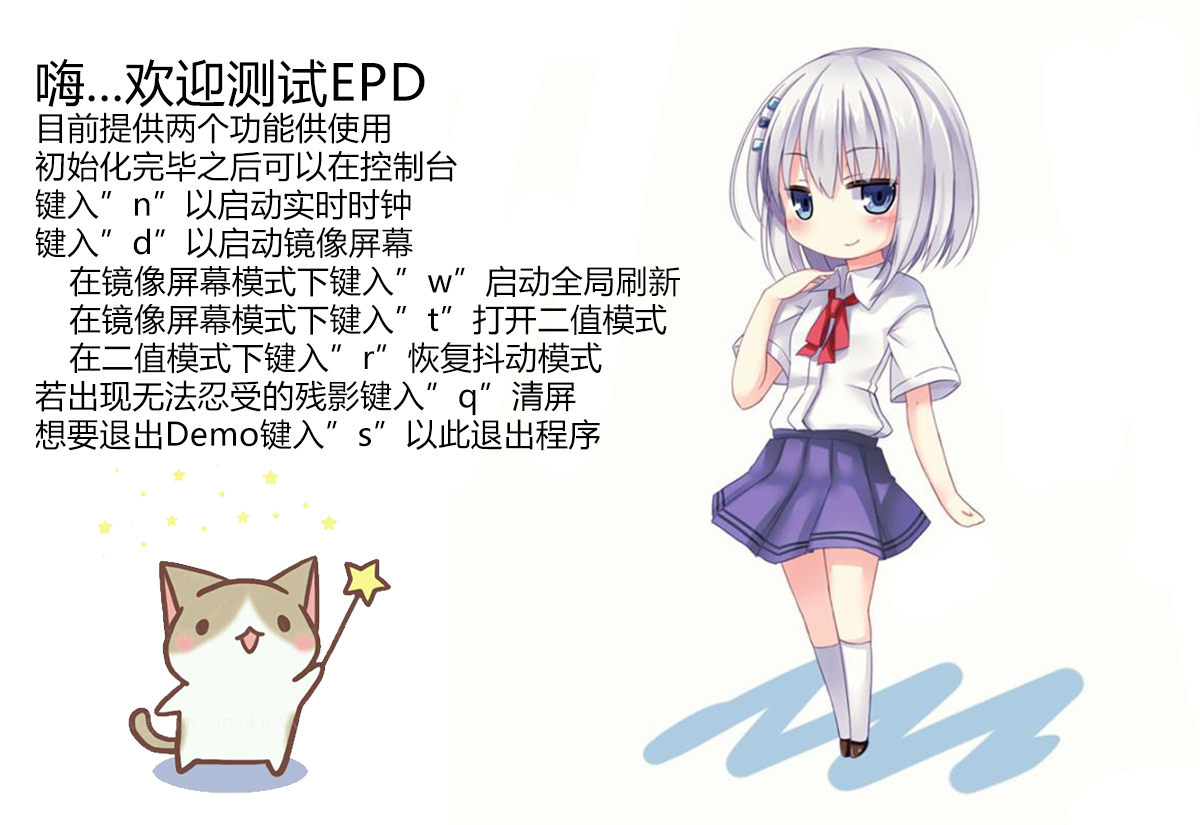 嗨...欢迎测试EPD
目前提供两个功能供使用
初始化完毕之后可以在控制台
键入”n”以启动实时时钟
键入”d”以启动镜像屏幕
在镜像屏幕模式下键入”w”启动全局刷新
在镜像屏幕模式下键入”t”打开二值模式
在二值模式下键入”r”恢复抖动模式
若出现无法忍受的残影键入”q”清屏
想要退出Demo键入”s”以此退出程序